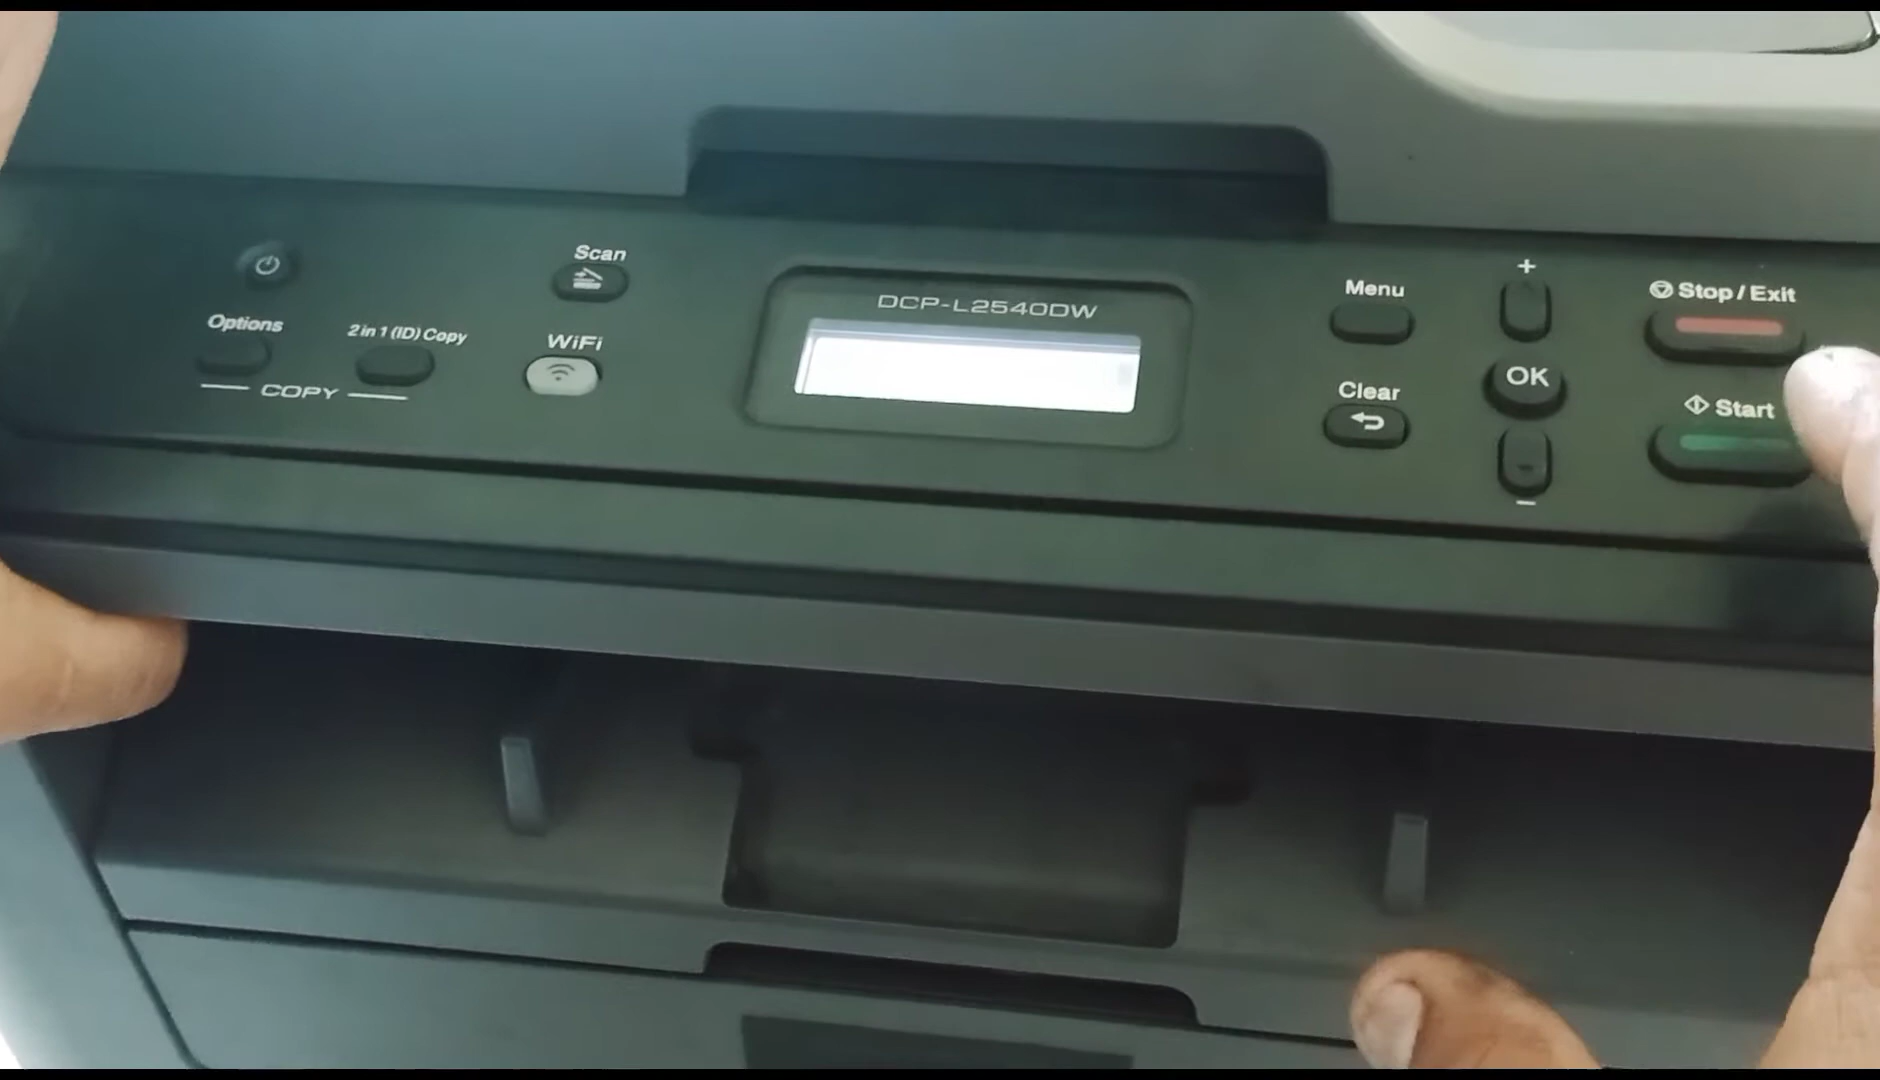 Scan
Options
2 in 1 (ID) Copy
COPY
WiFi
DCP-L2540DW
Menu
Clear
+
OK
−
Stop / Exit
Start